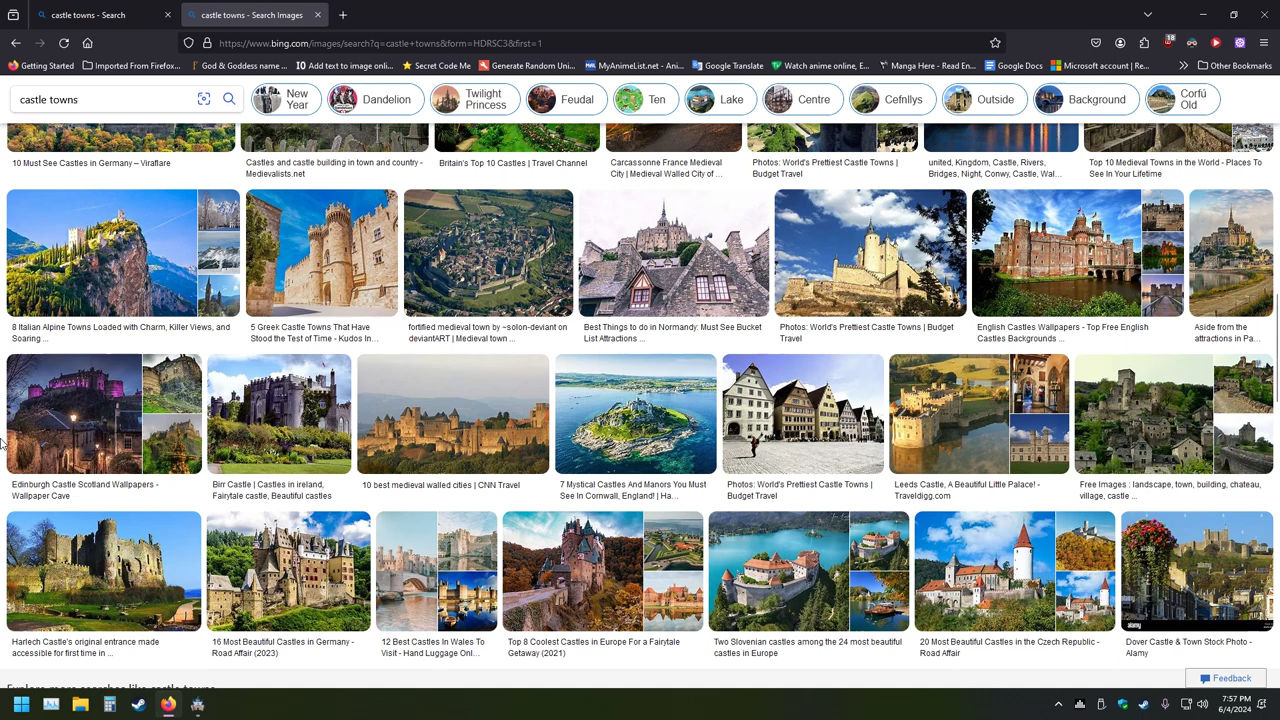 castle towns - Search
castle towns - Search Images
https://www.bing.com/images/search?q=castle+towns&form=HDRSC3&first=1
Getting Started
Imported From Firefox...
God & Goddess name ...
Add text to image onli...
Secret Code Me
Generate Random Uni...
MyAnimeList.net - Ani...
Google Translate
Watch anime online, E...
Manga Here - Read En...
Google Docs
Microsoft account | Re...
Other Bookmarks
castle towns
New
Year
Dandelion
Twilight
Princess
Feudal
Ten
Lake
Centre
Cefnllys
Outside
Background
Corfú
Old
10 Must See Castles in Germany – Viraflare
Castles and castle building in town and country -
Medievalists.net
Britain's Top 10 Castles | Travel Channel
Carcassonne France Medieval
City | Medieval Walled City of ...
Photos: World's Prettiest Castle Towns |
Budget Travel
united, Kingdom, Castle, Rivers,
Bridges, Night, Conwy, Castle, Wal...
Top 10 Medieval Towns in the World - Places To
See In Your Lifetime
8 Italian Alpine Towns Loaded with Charm, Killer Views, and
Soaring ...
5 Greek Castle Towns That Have
Stood the Test of Time - Kudos In...
fortified medieval town by ~solon-deviant on
deviantART | Medieval town ...
Best Things to do in Normandy: Must See Bucket
List Attractions ...
Photos: World's Prettiest Castle Towns | Budget
Travel
English Castles Wallpapers - Top Free English
Castles Backgrounds ...
Aside from the
attractions in Pa...
Edinburgh Castle Scotland Wallpapers -
Wallpaper Cave
Birr Castle | Castles in ireland,
Fairytale castle, Beautiful castles
10 best medieval walled cities | CNN Travel
7 Mystical Castles And Manors You Must
See In Cornwall, England! | Ha...
Photos: World's Prettiest Castle Towns |
Budget Travel
Leeds Castle, A Beautiful Little Palace! -
Traveldigg.com
Free Images : landscape, town, building, chateau,
village, castle ...
Harlech Castle's original entrance made
accessible for first time in ...
16 Most Beautiful Castles in Germany -
Road Affair (2023)
12 Best Castles In Wales To
Visit - Hand Luggage Onl...
Top 8 Coolest Castles in Europe For a Fairytale
Getaway (2021)
Two Slovenian castles among the 24 most beautiful
castles in Europe
20 Most Beautiful Castles in the Czech Republic -
Road Affair
alamy
Dover Castle & Town Stock Photo -
Alamy
Explore more searches like castle towns
Feedback
7:57 PM
6/4/2024